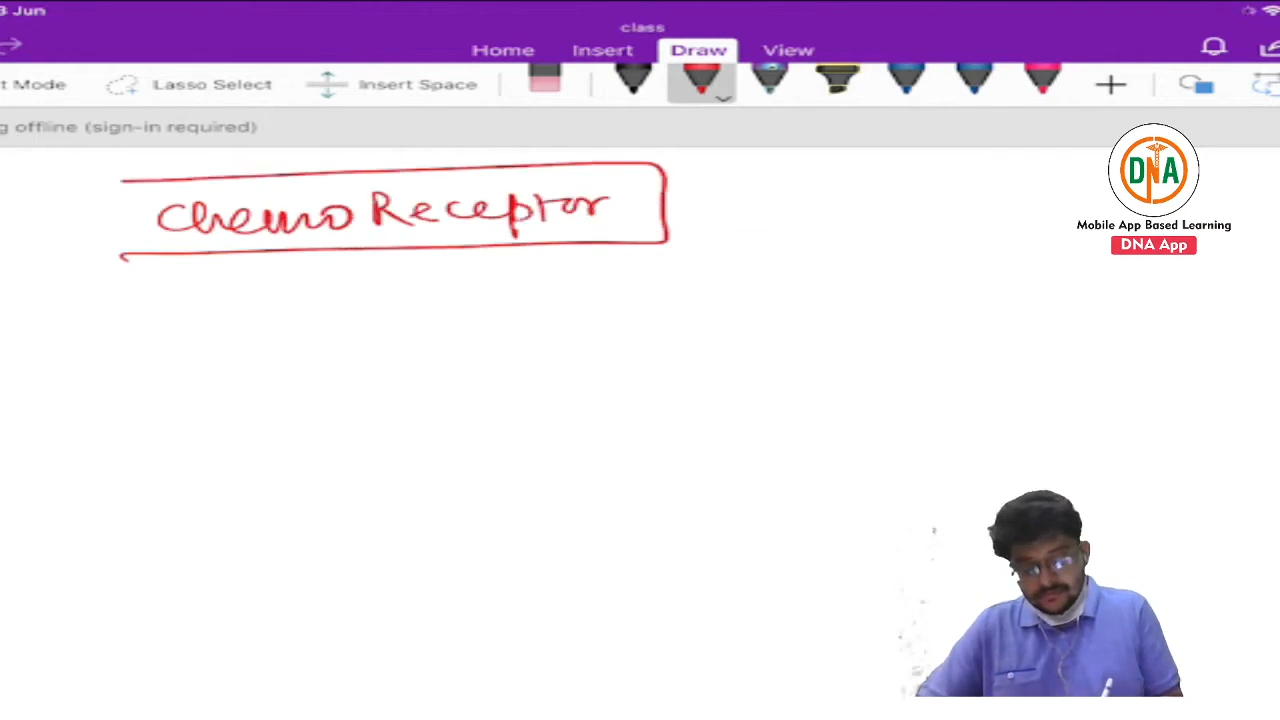 3 Jun
class
Home Insert Draw View
t Mode Lasso Select Insert Space
g offline (sign-in required)
DNA
Mobile App Based Learning
DNA App
Chemo Receptor